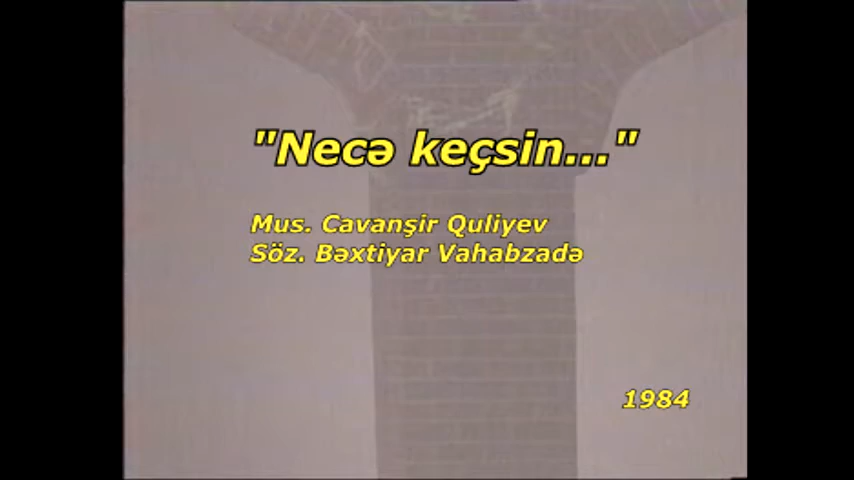 "Necə keçsin..."
Mus. Cavanşir Quliyev
Söz. Bəxtiyar Vahabzadə
1984